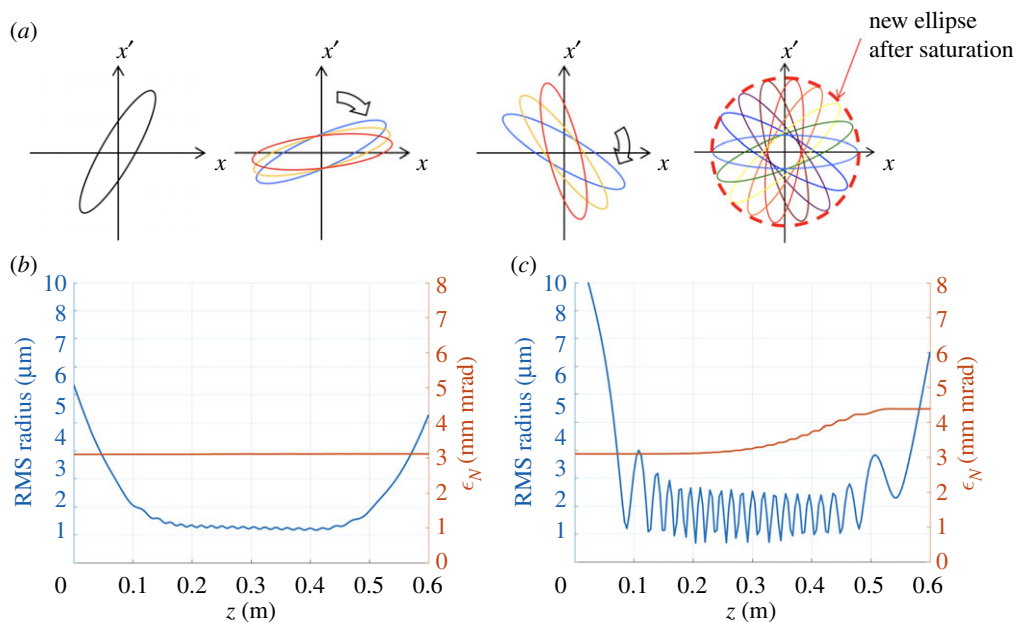 (a)
new ellipse
after saturation
x′ x′ x′ x′
x x x x
(b) (c)
10 8 10 8
9 7 9 7
8 6 8 6
7 5 7 5
6 4 6 4
5 3 5 3
4 2 4 2
3 1 3 1
2 0 2 0
1 1
RMS radius (µm) ϵN (mm mrad) RMS radius (µm) ϵN (mm mrad)
0 0.1 0.2 0.3 0.4 0.5 0.6 0 0.1 0.2 0.3 0.4 0.5 0.6
z (m) z (m)